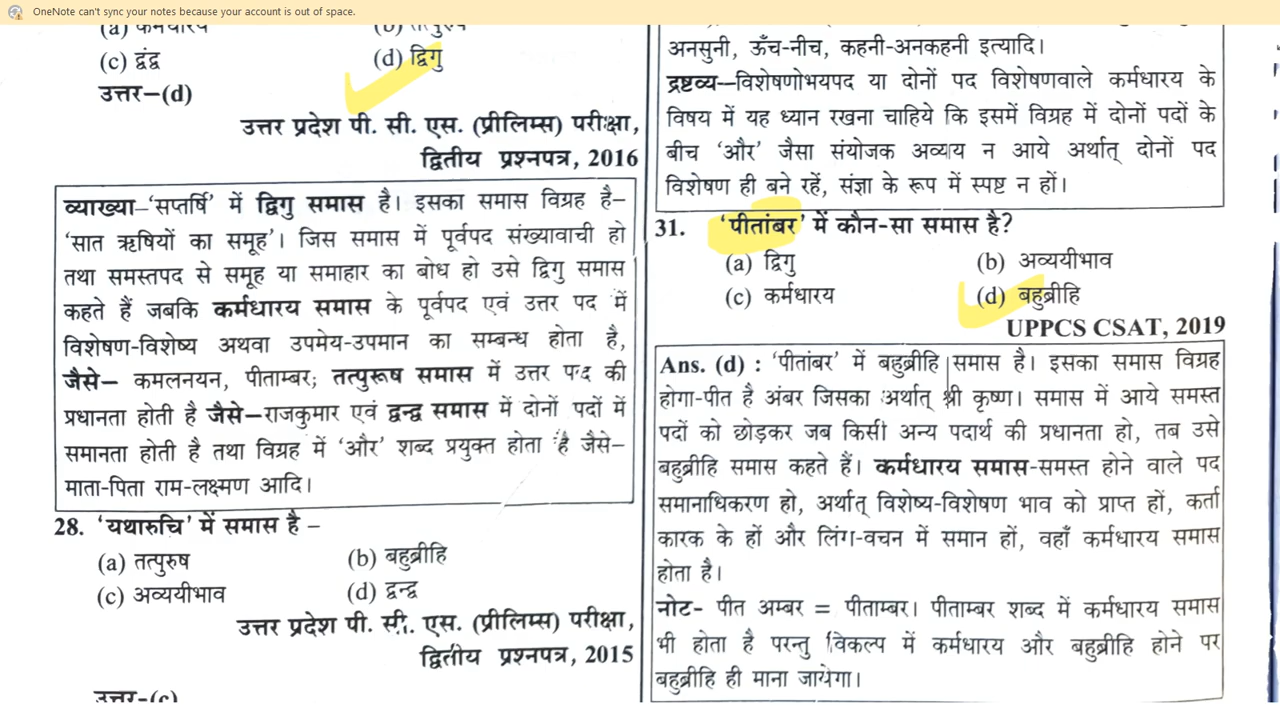 OneNote can't sync your notes because your account is out of space.
(a) कर्मधारय (b) तत्पुरुष
(c) द्वंद्व (d) द्विगु
उत्तर–(d)
उत्तर प्रदेश पी. सी. एस. (प्रीलिम्स) परीक्षा,
द्वितीय प्रश्नपत्र, 2016
व्याख्या–'सप्तर्षि' में द्विगु समास है। इसका समास विग्रह है–
'सात ऋषियों का समूह'। जिस समास में पूर्वपद संख्यावाची हो
तथा समस्तपद से समूह या समाहार का बोध हो उसे द्विगु समास
कहते हैं जबकि कर्मधारय समास के पूर्वपद एवं उत्तर पद में
विशेषण-विशेष्य अथवा उपमेय-उपमान का सम्बन्ध होता है,
जैसे– कमलनयन, पीताम्बर; तत्पुरूष समास में उत्तर पद की
प्रधानता होती है जैसे–राजकुमार एवं द्वन्द्व समास में दोनों पदों में
समानता होती है तथा विग्रह में 'और' शब्द प्रयुक्त होता है जैसे–
माता-पिता राम-लक्ष्मण आदि।
28. 'यथारुचि' में समास है –
(a) तत्पुरुष (b) बहुब्रीहि
(c) अव्ययीभाव (d) द्वन्द्व
उत्तर प्रदेश पी. सी. एस. (प्रीलिम्स) परीक्षा,
द्वितीय प्रश्नपत्र, 2015
उत्तर–(c)
अनसुनी, ऊँच-नीच, कहनी-अनकहनी इत्यादि।
द्रष्टव्य–विशेषणोभयपद या दोनों पद विशेषणवाले कर्मधारय के
विषय में यह ध्यान रखना चाहिये कि इसमें विग्रह में दोनों पदों के
बीच 'और' जैसा संयोजक अव्यय न आये अर्थात् दोनों पद
विशेषण ही बने रहें, संज्ञा के रूप में स्पष्ट न हों।
31. 'पीतांबर' में कौन-सा समास है?
(a) द्विगु (b) अव्ययीभाव
(c) कर्मधारय (d) बहुब्रीहि
UPPCS CSAT, 2019
Ans. (d) : 'पीतांबर' में बहुब्रीहि समास है। इसका समास विग्रह
होगा-पीत है अंबर जिसका अर्थात् श्री कृष्ण। समास में आये समस्त
पदों को छोड़कर जब किसी अन्य पदार्थ की प्रधानता हो, तब उसे
बहुब्रीहि समास कहते हैं। कर्मधारय समास-समस्त होने वाले पद
समानाधिकरण हो, अर्थात् विशेष्य-विशेषण भाव को प्राप्त हों, कर्ता
कारक के हों और लिंग-वचन में समान हों, वहाँ कर्मधारय समास
होता है।
नोट- पीत अम्बर = पीताम्बर। पीताम्बर शब्द में कर्मधारय समास
भी होता है परन्तु विकल्प में कर्मधारय और बहुब्रीहि होने पर
बहुब्रीहि ही माना जायेगा।